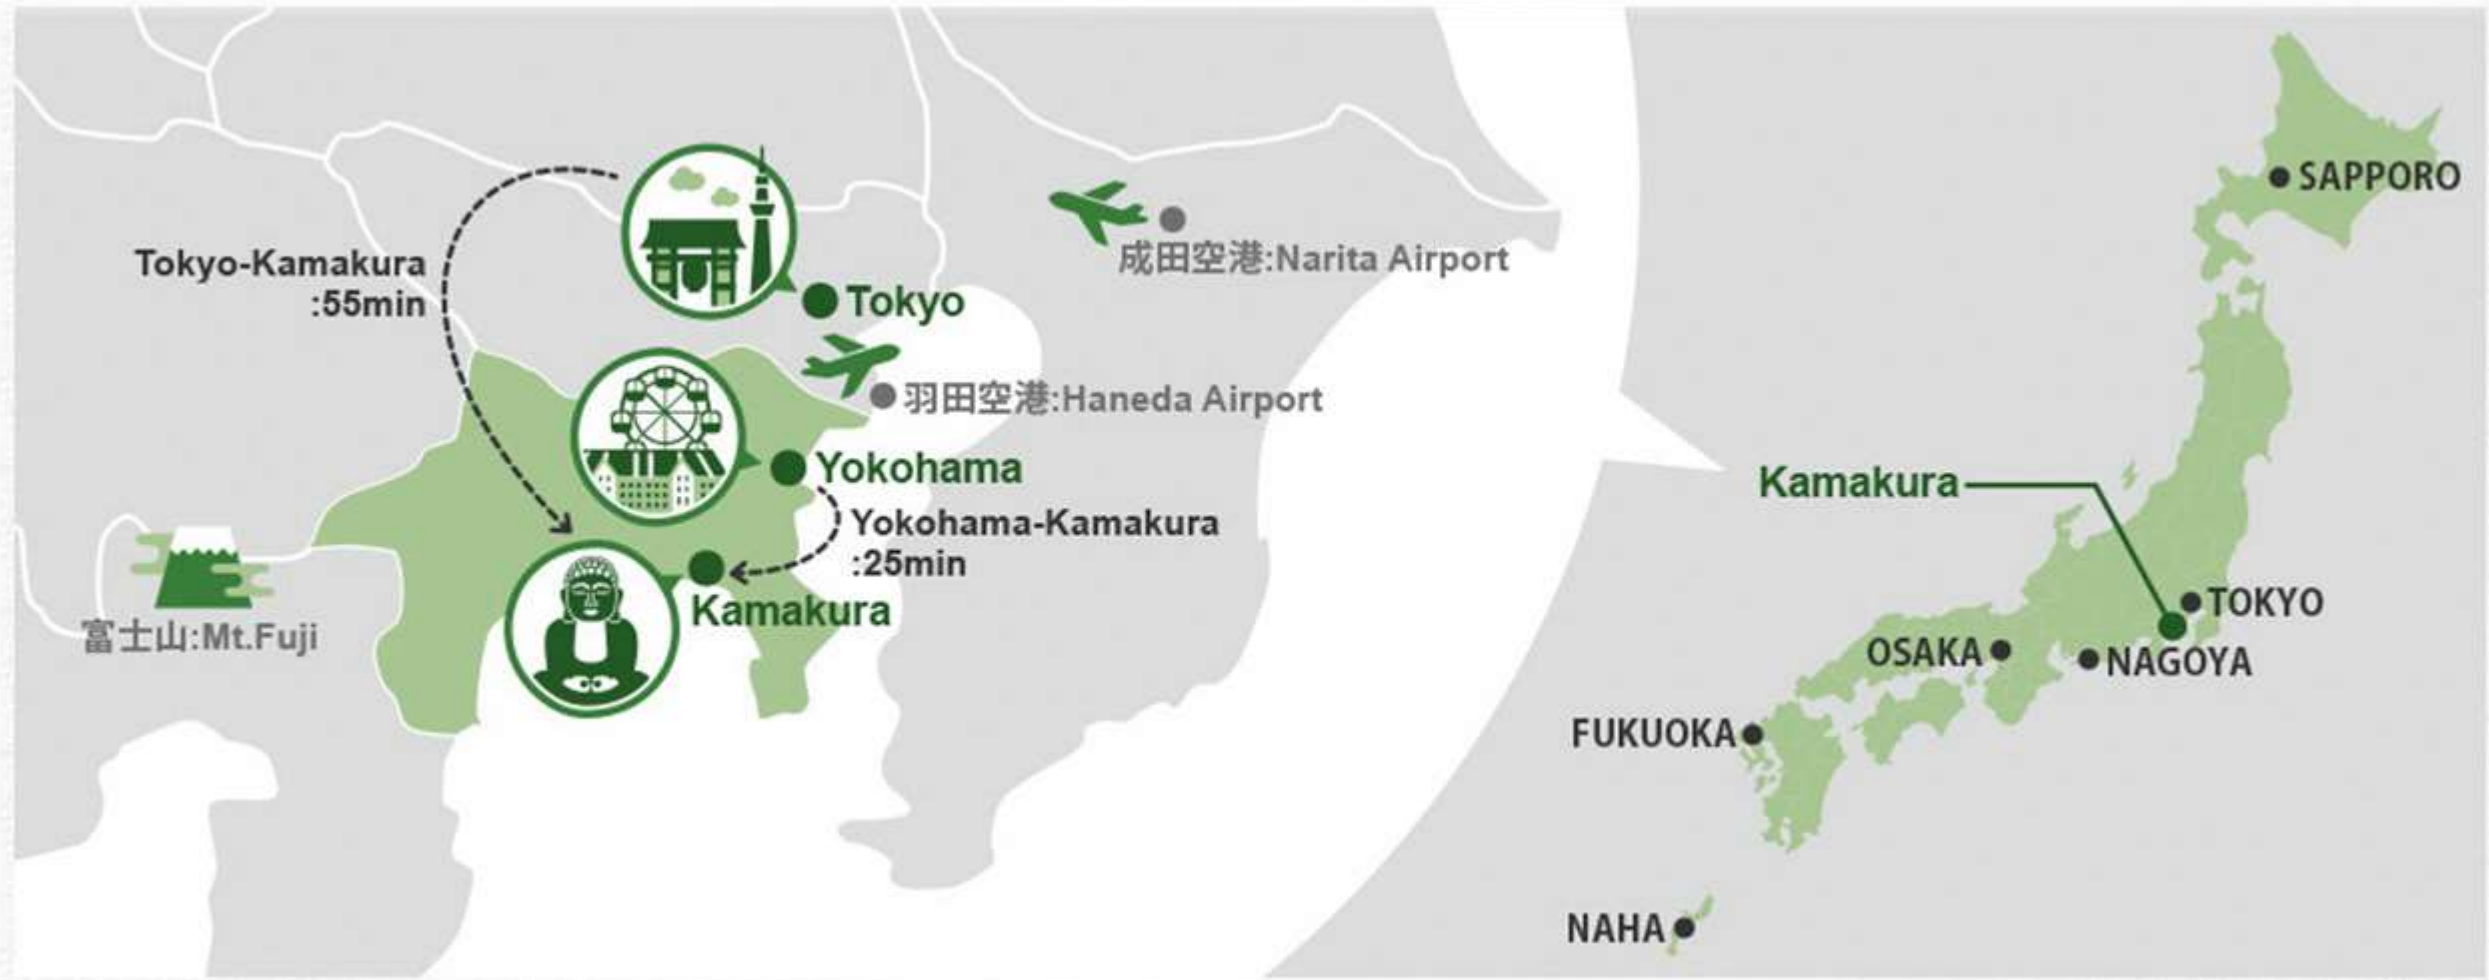 Tokyo-Kamakura
:55min
Tokyo
成田空港:Narita Airport
羽田空港:Haneda Airport
Yokohama
Yokohama-Kamakura
:25min
Kamakura
富士山:Mt.Fuji
SAPPORO
Kamakura
TOKYO
OSAKA
NAGOYA
FUKUOKA
NAHA